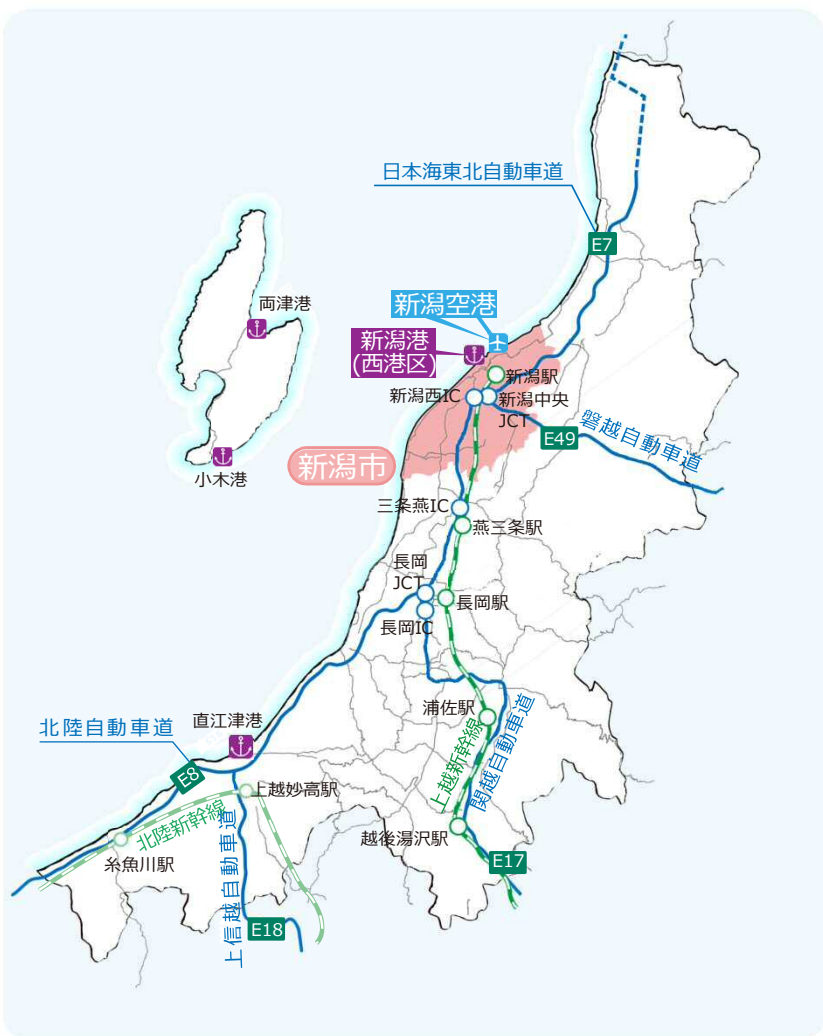 日本海東北自動車道
E7
両津港
新潟空港
新潟港
(西港区)
新潟駅
新潟西IC
新潟中央
JCT
E49
磐越自動車道
小木港
新潟市
三条燕IC
燕三条駅
長岡
JCT
長岡駅
長岡IC
浦佐駅
上越新幹線
関越自動車道
北陸自動車道
直江津港
E8
上越妙高駅
北陸新幹線
糸魚川駅
上信越自動車道
E18
越後湯沢駅
E17